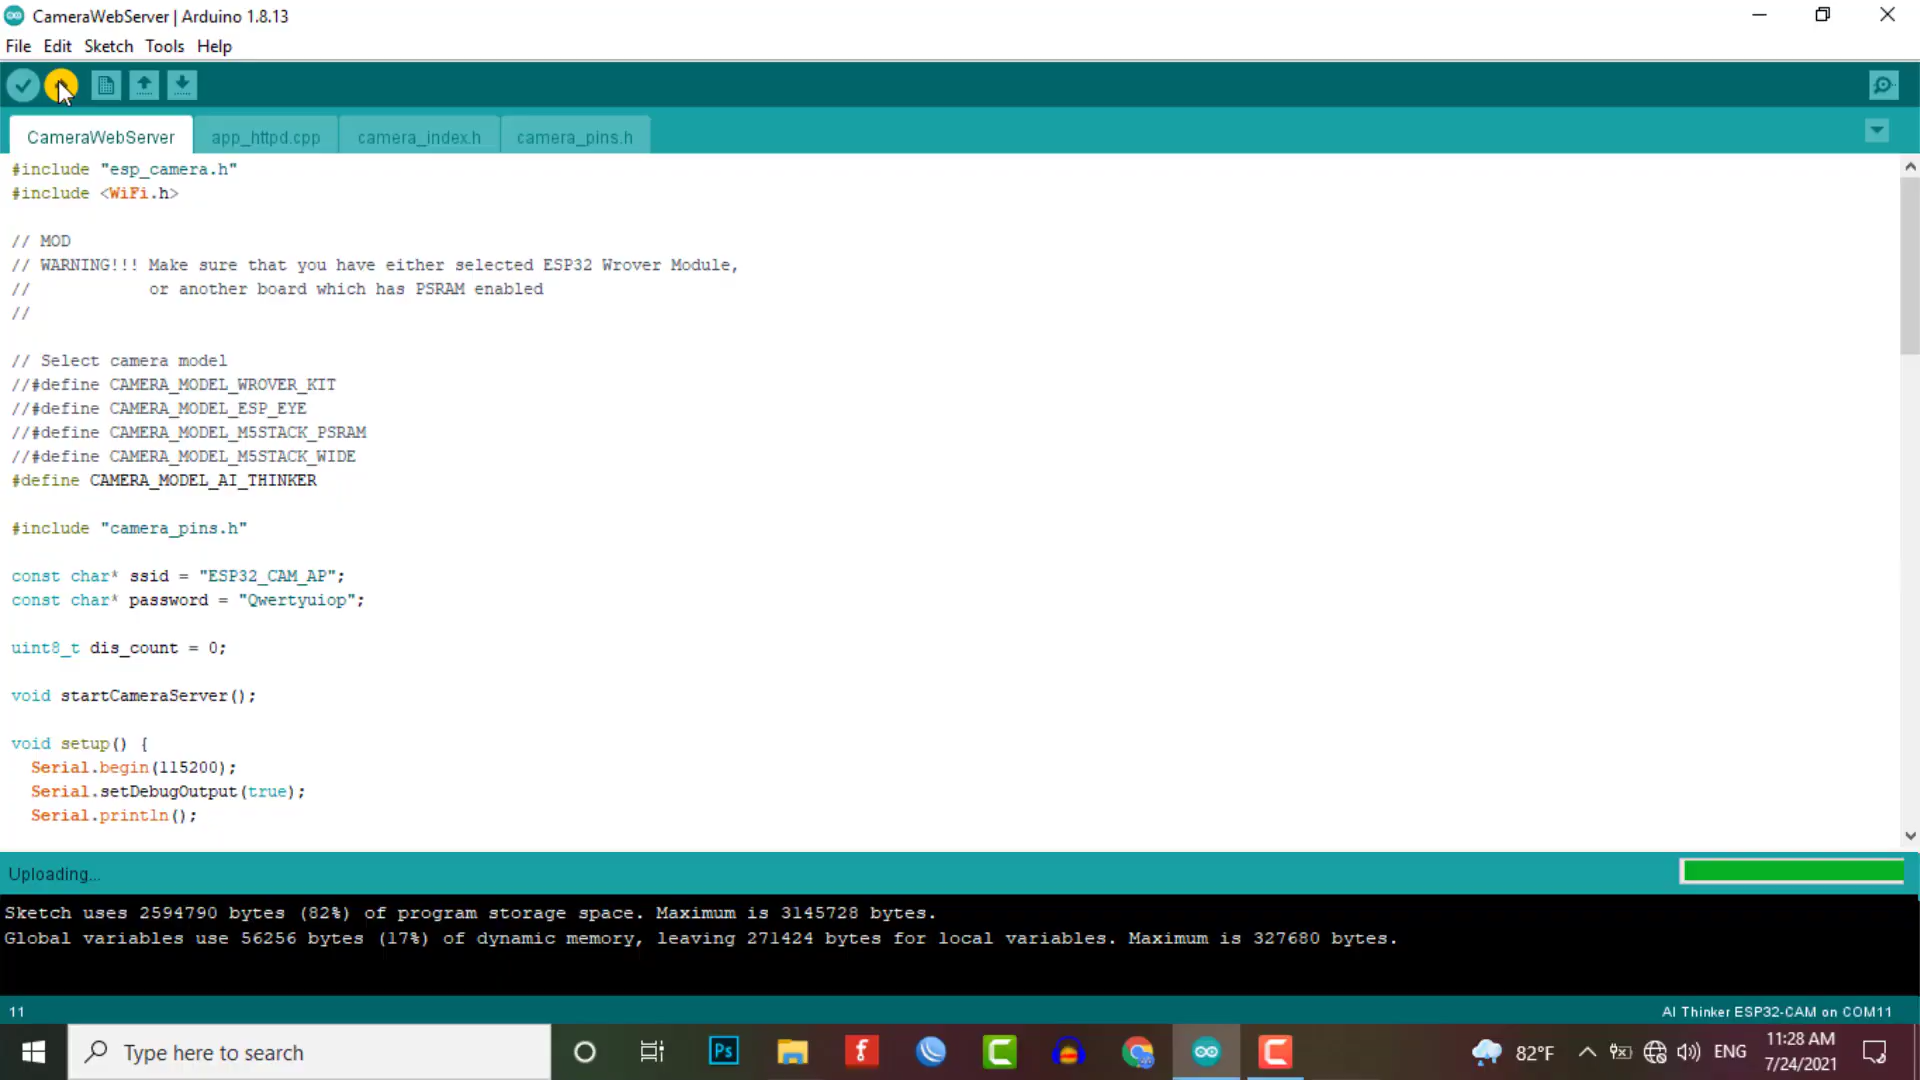 CameraWebServer | Arduino 1.8.13
File Edit Sketch Tools Help
CameraWebServer app_httpd.cpp camera_index.h camera_pins.h
#include "esp_camera.h"
#include <WiFi.h>
// MOD
// WARNING!!! Make sure that you have either selected ESP32 Wrover Module,
// or another board which has PSRAM enabled
//
// Select camera model
//#define CAMERA_MODEL_WROVER_KIT
//#define CAMERA_MODEL_ESP_EYE
//#define CAMERA_MODEL_M5STACK_PSRAM
//#define CAMERA_MODEL_M5STACK_WIDE
#define CAMERA_MODEL_AI_THINKER
#include "camera_pins.h"
const char* ssid = "ESP32_CAM_AP";
const char* password = "Qwertyuiop";
uint8_t dis_count = 0;
void startCameraServer();
void setup() {
Serial.begin(115200);
Serial.setDebugOutput(true);
Serial.println();
Uploading...
Sketch uses 2594790 bytes (82%) of program storage space. Maximum is 3145728 bytes.
Global variables use 56256 bytes (17%) of dynamic memory, leaving 271424 bytes for local variables. Maximum is 327680 bytes.
11
AI Thinker ESP32-CAM on COM11
Type here to search
Ps
82°F
ENG
11:28 AM
7/24/2021